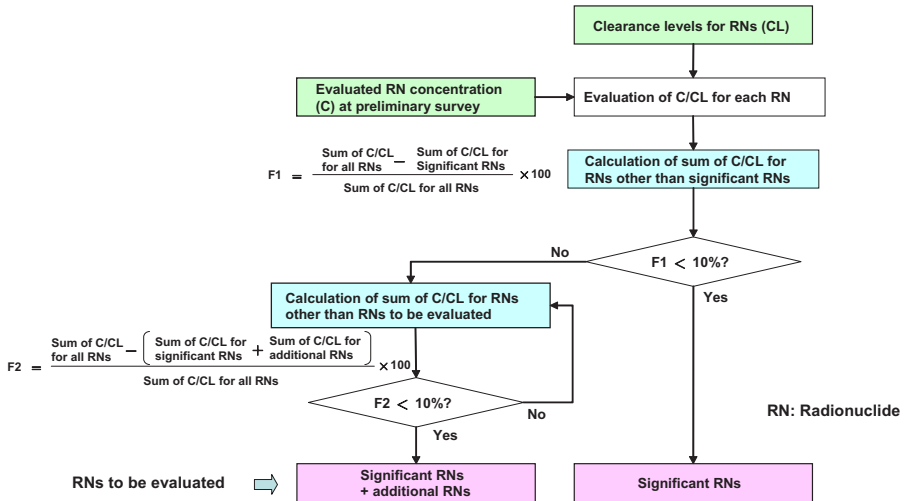 Clearance levels for RNs (CL)
Evaluated RN concentration
(C) at preliminary survey
Evaluation of C/CL for each RN
F1 =
Sum of C/CL
for all RNs
−
Sum of C/CL for
Significant RNs
Sum of C/CL for all RNs
×100
Calculation of sum of C/CL for
RNs other than significant RNs
No
F1 < 10%?
Yes
Calculation of sum of C/CL for RNs
other than RNs to be evaluated
F2 =
Sum of C/CL
for all RNs
−
(
Sum of C/CL for
significant RNs
+
Sum of C/CL for
additional RNs
)
Sum of C/CL for all RNs
×100
F2 < 10%?
No
Yes
RN: Radionuclide
RNs to be evaluated
Significant RNs
+ additional RNs
Significant RNs